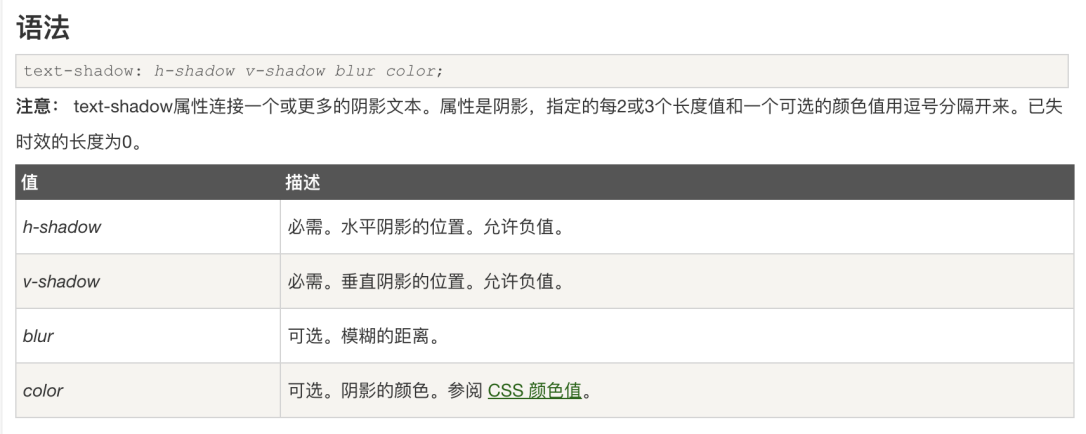 语法
text-shadow: h-shadow v-shadow blur color;
注意： text-shadow属性连接一个或更多的阴影文本。属性是阴影，指定的每2或3个长度值和一个可选的颜色值用逗号分隔开来。已失
时效的长度为0。
值 描述
h-shadow 必需。水平阴影的位置。允许负值。
v-shadow 必需。垂直阴影的位置。允许负值。
blur 可选。模糊的距离。
color 可选。阴影的颜色。参阅 CSS 颜色值。